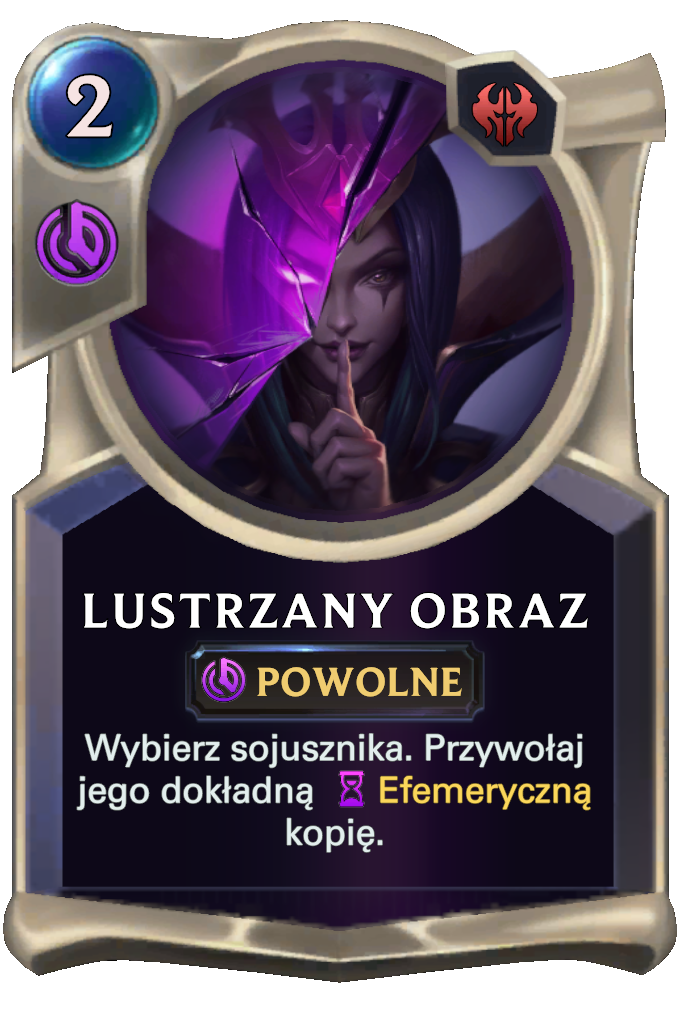 2
LUSTRZANY OBRAZ
POWOLNE
Wybierz sojusznika. Przywołaj
jego dokładną Efemeryczną
kopię.